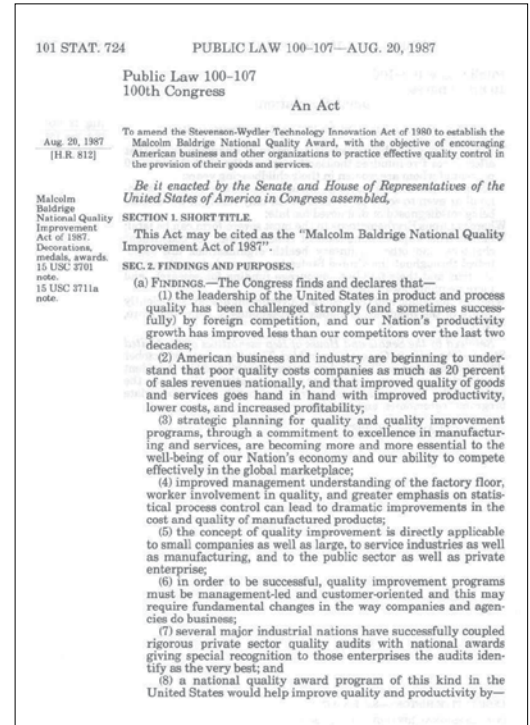 101 STAT. 724 PUBLIC LAW 100-107—AUG. 20, 1987
Public Law 100-107
100th Congress
An Act
Aug. 20, 1987
[H.R. 812]
To amend the Stevenson-Wydler Technology Innovation Act of 1980 to establish the
Malcolm Baldrige National Quality Award, with the objective of encouraging
American business and other organizations to practice effective quality control in
the provision of their goods and services.
Be it enacted by the Senate and House of Representatives of the
United States of America in Congress assembled,
Malcolm
Baldrige
National Quality
Improvement
Act of 1987.
Decorations,
medals, awards.
15 USC 3701
note.
15 USC 3711a
note.
SECTION 1. SHORT TITLE.
This Act may be cited as the "Malcolm Baldrige National Quality
Improvement Act of 1987".
SEC. 2. FINDINGS AND PURPOSES.
(a) FINDINGS.—The Congress finds and declares that—
(1) the leadership of the United States in product and process
quality has been challenged strongly (and sometimes success-
fully) by foreign competition, and our Nation's productivity
growth has improved less than our competitors over the last two
decades;
(2) American business and industry are beginning to under-
stand that poor quality costs companies as much as 20 percent
of sales revenues nationally, and that improved quality of goods
and services goes hand in hand with improved productivity,
lower costs, and increased profitability;
(3) strategic planning for quality and quality improvement
programs, through a commitment to excellence in manufactur-
ing and services, are becoming more and more essential to the
well-being of our Nation's economy and our ability to compete
effectively in the global marketplace;
(4) improved management understanding of the factory floor,
worker involvement in quality, and greater emphasis on statis-
tical process control can lead to dramatic improvements in the
cost and quality of manufactured products;
(5) the concept of quality improvement is directly applicable
to small companies as well as large, to service industries as well
as manufacturing, and to the public sector as well as private
enterprise;
(6) in order to be successful, quality improvement programs
must be management-led and customer-oriented and this may
require fundamental changes in the way companies and agen-
cies do business;
(7) several major industrial nations have successfully coupled
rigorous private sector quality audits with national awards
giving special recognition to those enterprises the audits iden-
tify as the very best; and
(8) a national quality award program of this kind in the
United States would help improve quality and productivity by—